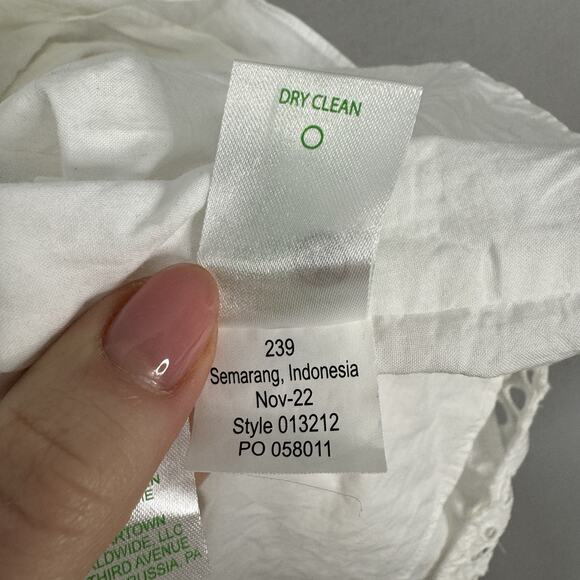 DRY CLEAN
239
Semarang, Indonesia
Nov-22
Style 013212
PO 058011
LLC
THIRD AVENUE
PA